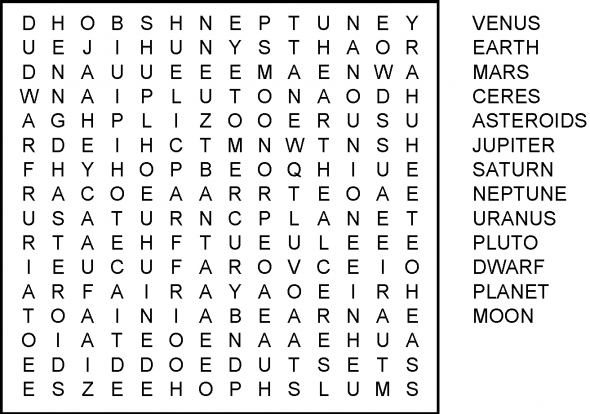 D H O B S H N E P T U N E Y VENUS
U E J I H U N Y S T H A O R EARTH
D N A U U E E E M A E N W A MARS
W N A I P L U T O N A O D H CERES
A G H P L I Z O O E R U S U ASTEROIDS
R D E I H C T M N W T N S H JUPITER
F H Y H O P B E O Q H I U E SATURN
R A C O E A A R R T E O A E NEPTUNE
U S A T U R N C P L A N E T URANUS
R T A E H F T U E U L E E E PLUTO
I E U C U F A R O V C E I O DWARF
A R F A I R A Y A O E I R H PLANET
T O A I N I A B E A R N A E MOON
O I A T E O E N A A E H U A
E D I D D O E D U T S E T S
E S Z E E H O P H S L U M S